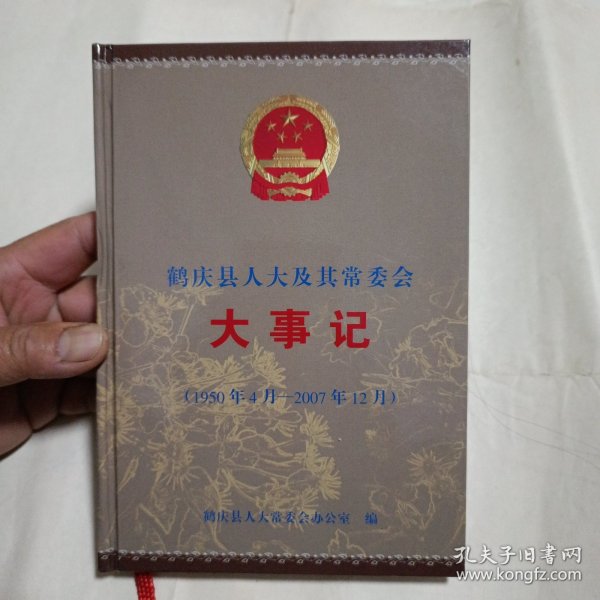 鹤庆县人大及其常委会
大事记
(1950年4月—2007年12月)
鹤庆县人大常委会办公室 编
孔夫子旧书网
www.kongfz.com